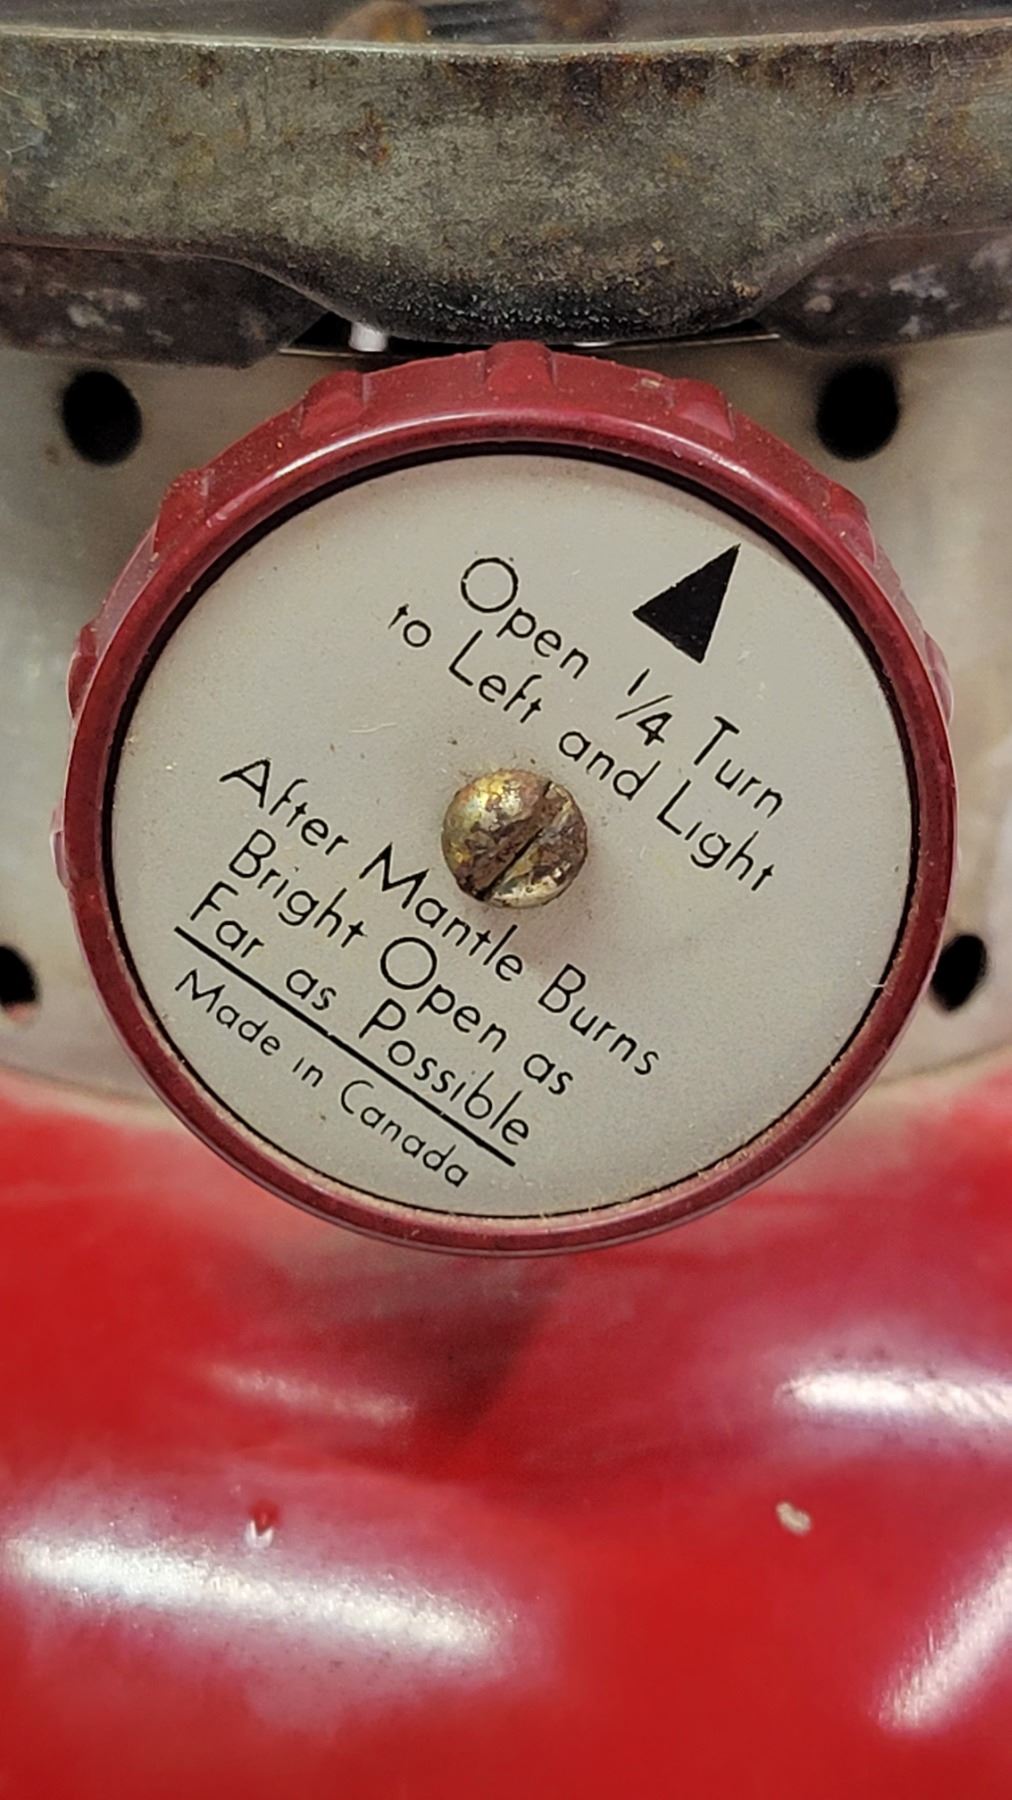 Open 1/4 Turn
to Left and Light
After Mantle Burns
Bright Open as
Far as Possible
Made in Canada